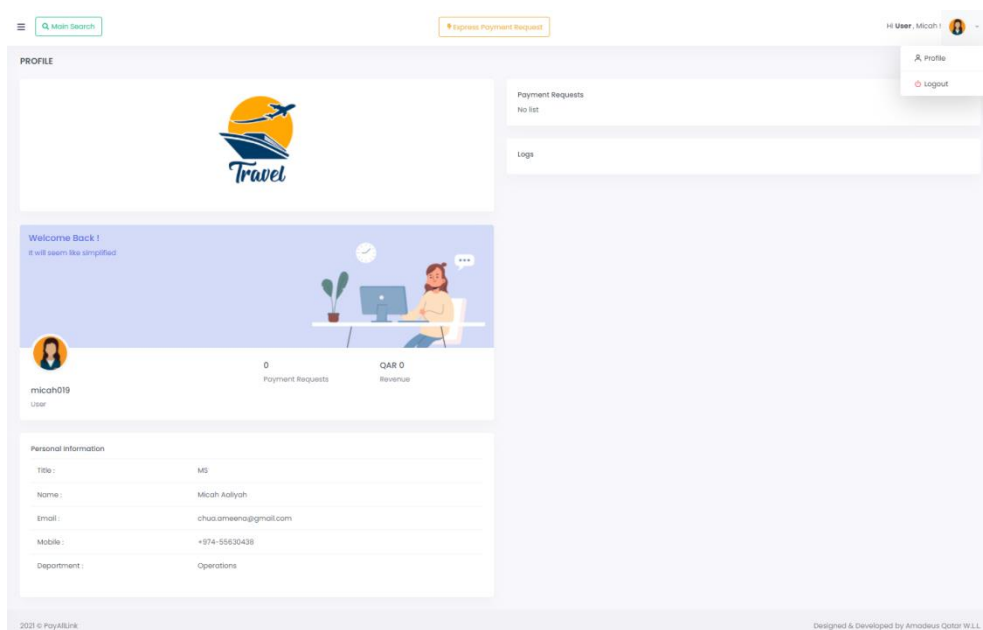 Main Search
Express Payment Request
Hi User, Micah !
Profile
Logout
PROFILE
Travel
Payment Requests
No list
Logs
Welcome Back !
It will seem like simplified
micah019
User
0
Payment Requests
QAR 0
Revenue
Personal Information
Title : MS
Name : Micah Aaliyah
Email : chua.ameena@gmail.com
Mobile : +974-55630438
Department : Operations
2021 © PayAllLink
Designed & Developed by Amadeus Qatar W.L.L.